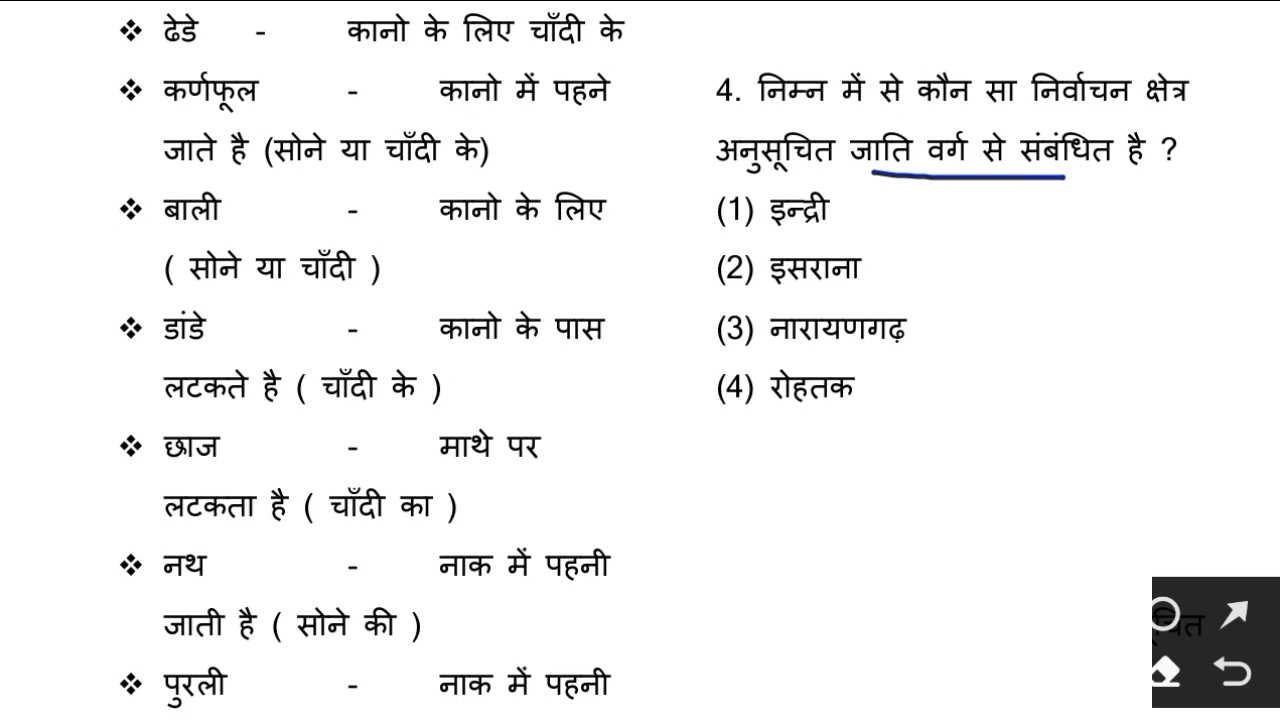 ❖ ढेडे - कानो के लिए चाँदी के
❖ कर्णफूल - कानो में पहने
जाते है (सोने या चाँदी के)
❖ बाली - कानो के लिए
( सोने या चाँदी )
❖ डांडे - कानो के पास
लटकते है ( चाँदी के )
❖ छाज - माथे पर
लटकता है ( चाँदी का )
❖ नथ - नाक में पहनी
जाती है ( सोने की )
❖ पुरली - नाक में पहनी
4. निम्न में से कौन सा निर्वाचन क्षेत्र
अनुसूचित जाति वर्ग से संबंधित है ?
(1) इन्द्री
(2) इसराना
(3) नारायणगढ़
(4) रोहतक